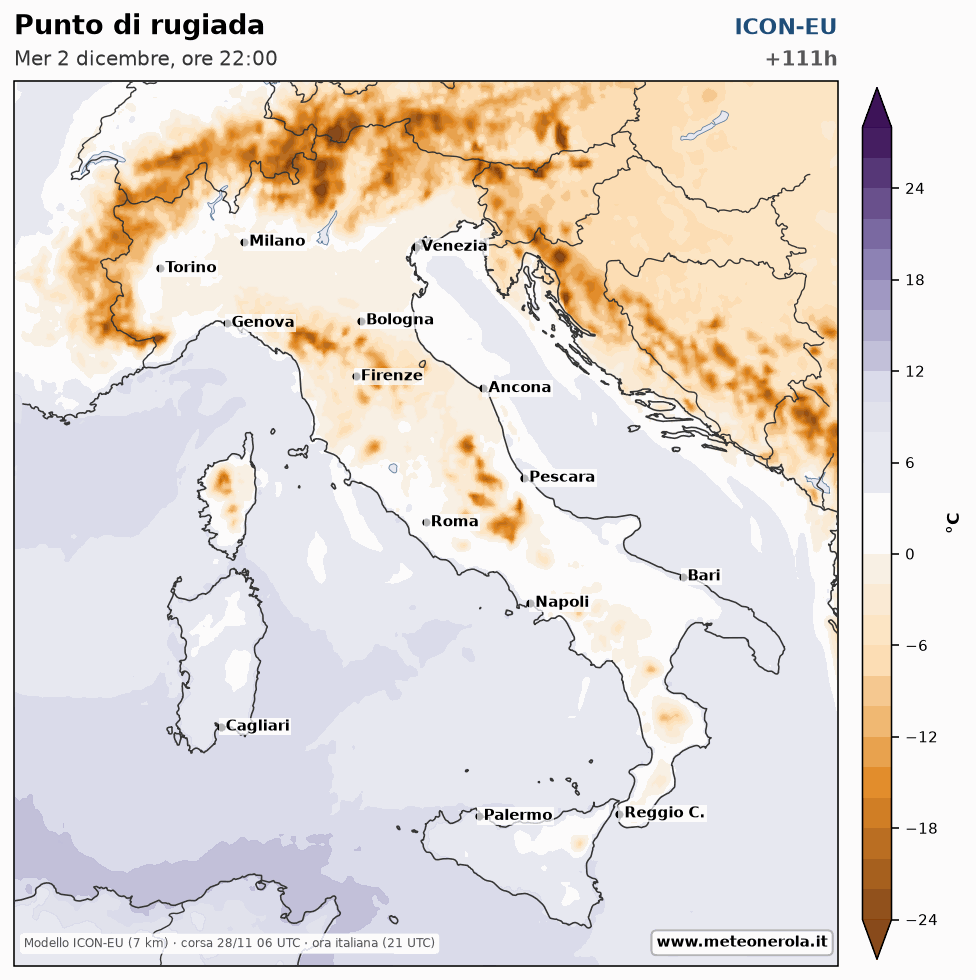 Punto di rugiada
ICON-EU
Mer 2 dicembre, ore 22:00
+111h
Milano
Venezia
Torino
Genova
Bologna
Firenze
Ancona
Pescara
Roma
Bari
Napoli
Cagliari
Palermo
Reggio C.
24
18
12
6
0
−6
−12
−18
−24
°C
Modello ICON-EU (7 km) · corsa 28/11 06 UTC · ora italiana (21 UTC)
www.meteonerola.it